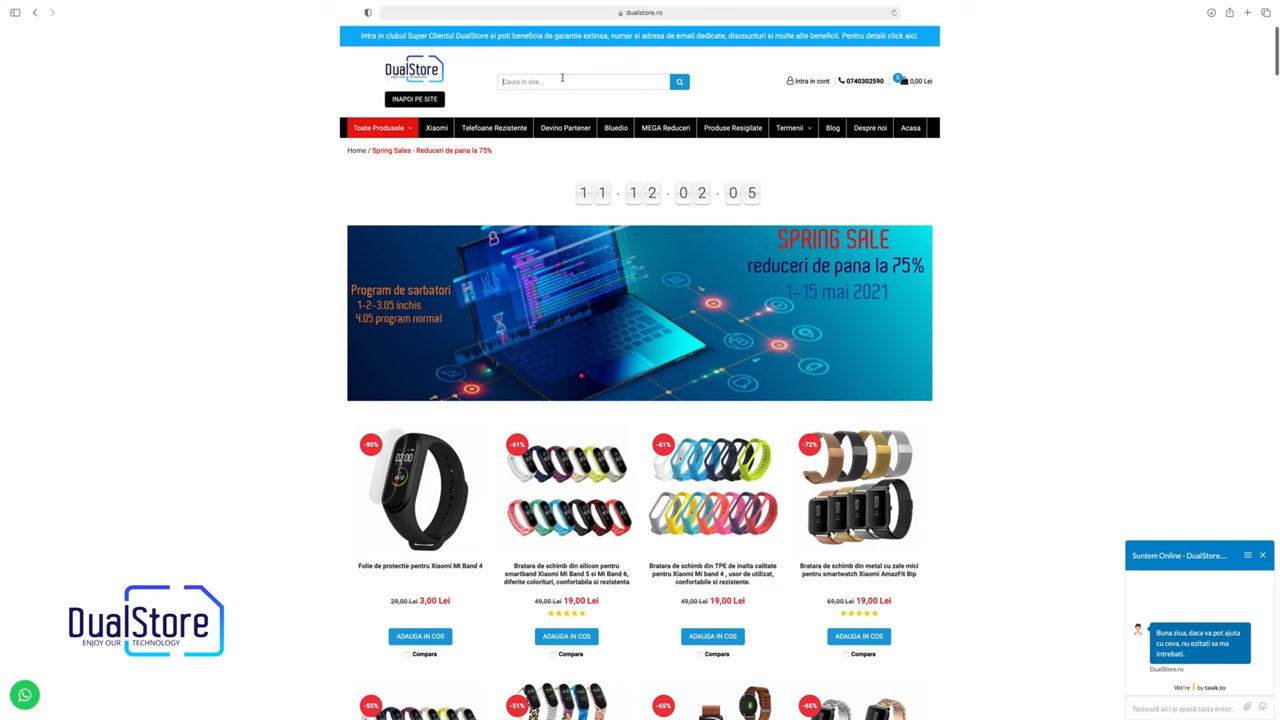 dualstore.ro
Intra in clubul Super Clientul DualStore si poti beneficia de garantie extinsa, numar si adresa de email dedicate, discounturi si multe alte beneficii. Pentru detalii click aici.
DualStore
ENJOY OUR TECHNOLOGY
INAPOI PE SITE
Cauta in site...
Intra in cont
0740302590
0
0,00 Lei
Toate Produsele
Xiaomi
Telefoane Rezistente
Devino Partener
Bluedio
MEGA Reduceri
Produse Resigilate
Termenii
Blog
Despre noi
Acasa
Home / Spring Sales - Reduceri de pana la 75%
11 · 12 · 02 · 05
SPRING SALE
reduceri de pana la 75%
1-15 mai 2021
Program de sarbatori
1-2-3.05 inchis
4.05 program normal
-90%
-61%
-61%
-72%
02:00
Folie de protectie pentru Xiaomi Mi Band 4
Bratara de schimb din silicon pentru
smartband Xiaomi Mi Band 5 si Mi Band 6,
diferite colorituri, confortabila si rezistenta
Bratara de schimb din TPE de inalta calitate
pentru Xiaomi Mi band 4 , usor de utilizat,
confortabile si rezistente.
Bratara de schimb din metal cu zale mici
pentru smartwatch Xiaomi AmazFit Bip
29,00 Lei 3,00 Lei
49,00 Lei 19,00 Lei
49,00 Lei 19,00 Lei
69,00 Lei 19,00 Lei
ADAUGA IN COS
ADAUGA IN COS
ADAUGA IN COS
ADAUGA IN COS
Compara
Compara
Compara
Compara
-55%
-51%
-65%
-65%
DualStore
ENJOY OUR TECHNOLOGY
Suntem Online - DualStore....
Buna ziua, daca va pot ajuta
cu ceva, nu ezitati sa ma
intrebati.
DualStore.ro
We're by tawk.to
Tastează aici și apasă tasta enter..